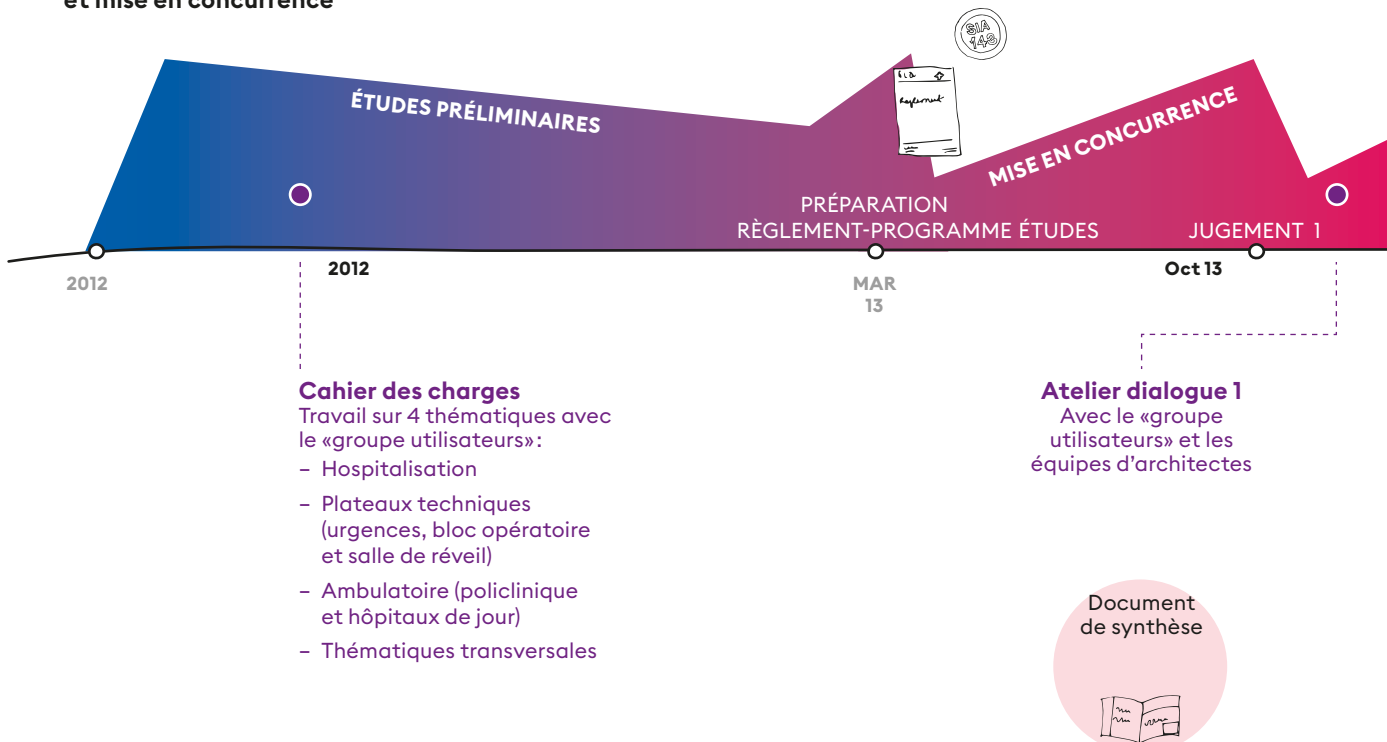 et mise en concurrence
SIA
143
ÉTUDES PRÉLIMINAIRES
Règlement
MISE EN CONCURRENCE
PRÉPARATION
RÈGLEMENT-PROGRAMME ÉTUDES
JUGEMENT 1
2012
2012
MAR
13
Oct 13
Cahier des charges
Travail sur 4 thématiques avec
le «groupe utilisateurs»:
– Hospitalisation
– Plateaux techniques
(urgences, bloc opératoire
et salle de réveil)
– Ambulatoire (policlinique
et hôpitaux de jour)
– Thématiques transversales
Atelier dialogue 1
Avec le «groupe
utilisateurs» et les
équipes d’architectes
Document
de synthèse